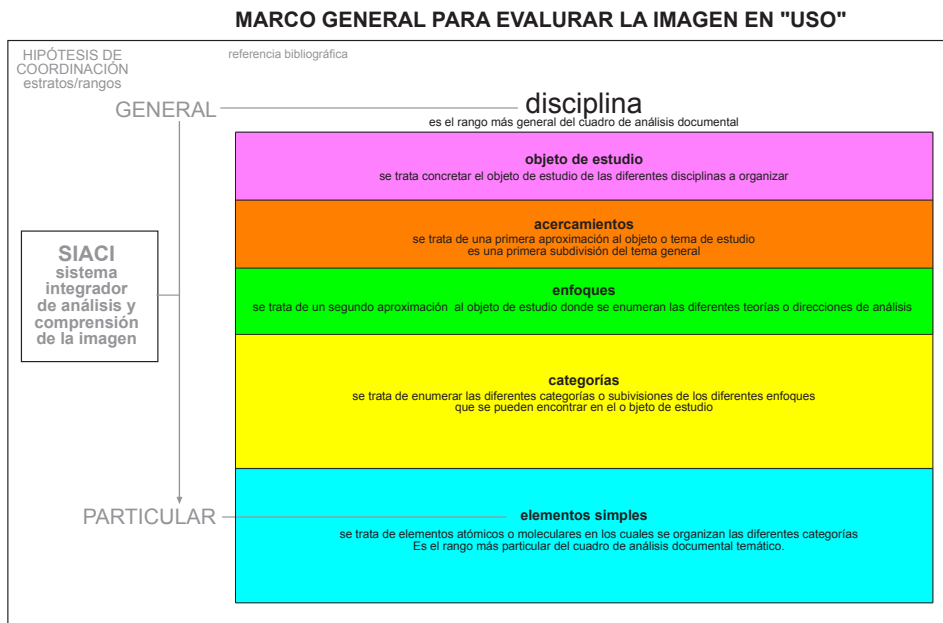 MARCO GENERAL PARA EVALURAR LA IMAGEN EN "USO"
HIPÓTESIS DE
COORDINACIÓN
estratos/rangos
referencia bibliográfica
GENERAL
disciplina
es el rango más general del cuadro de análisis documental
objeto de estudio
se trata concretar el objeto de estudio de las diferentes disciplinas a organizar
acercamientos
se trata de una primera aproximación al objeto o tema de estudio
es una primera subdivisión del tema general
SIACI
sistema
integrador
de análisis y
comprensión
de la imagen
enfoques
se trata de un segundo aproximación al objeto de estudio donde se enumeran las diferentes teorías o direcciones de análisis
categorías
se trata de enumerar las diferentes categorías o subivisiones de los diferentes enfoques
que se pueden encontrar en el o bjeto de estudio
PARTICULAR
elementos simples
se trata de elementos atómicos o moleculares en los cuales se organizan las diferentes categorías
Es el rango más particular del cuadro de análisis documental temático.